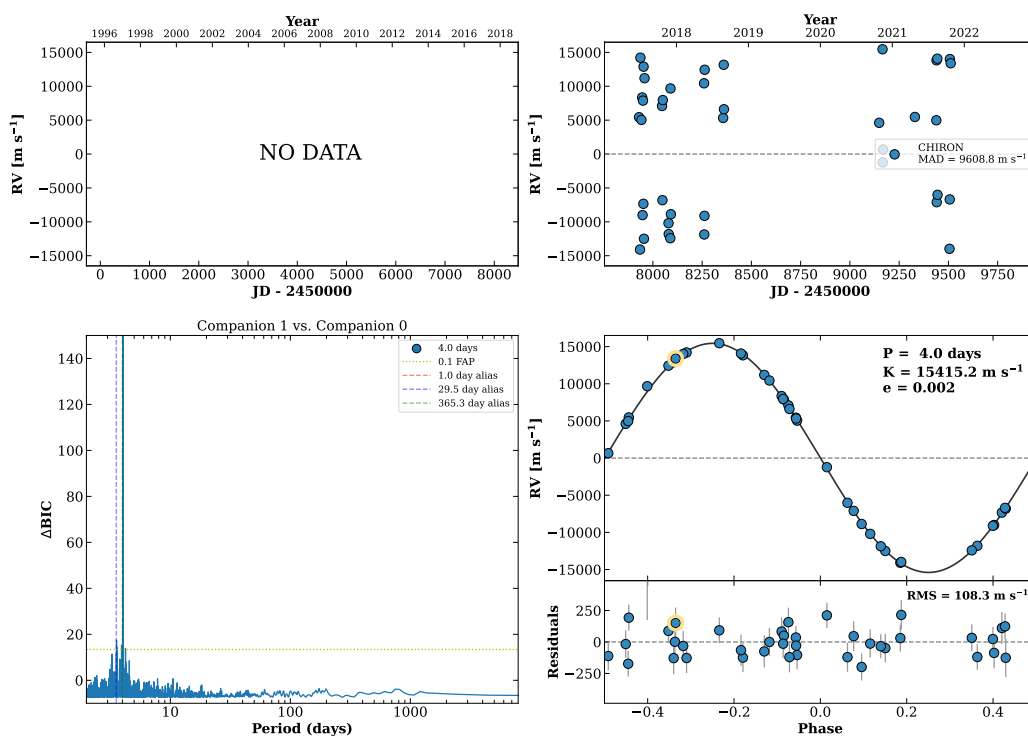 Year
1996 1998 2000 2002 2004 2006 2008 2010 2012 2014 2016 2018
15000
10000
5000
0
−5000
−10000
−15000
RV [m s⁻¹]
NO DATA
0 1000 2000 3000 4000 5000 6000 7000 8000
JD - 2450000
Year
2018 2019 2020 2021 2022
15000
10000
5000
0
−5000
−10000
−15000
RV [m s⁻¹]
CHIRON
MAD = 9608.8 m s⁻¹
8000 8250 8500 8750 9000 9250 9500 9750
JD - 2450000
Companion 1 vs. Companion 0
140
120
100
80
60
40
20
0
ΔBIC
4.0 days
0.1 FAP
1.0 day alias
29.5 day alias
365.3 day alias
10 100 1000
Period (days)
15000
10000
5000
0
−5000
−10000
−15000
RV [m s⁻¹]
P = 4.0 days
K = 15415.2 m s⁻¹
e = 0.002
250
0
−250
Residuals
RMS = 108.3 m s⁻¹
−0.4 −0.2 0.0 0.2 0.4
Phase